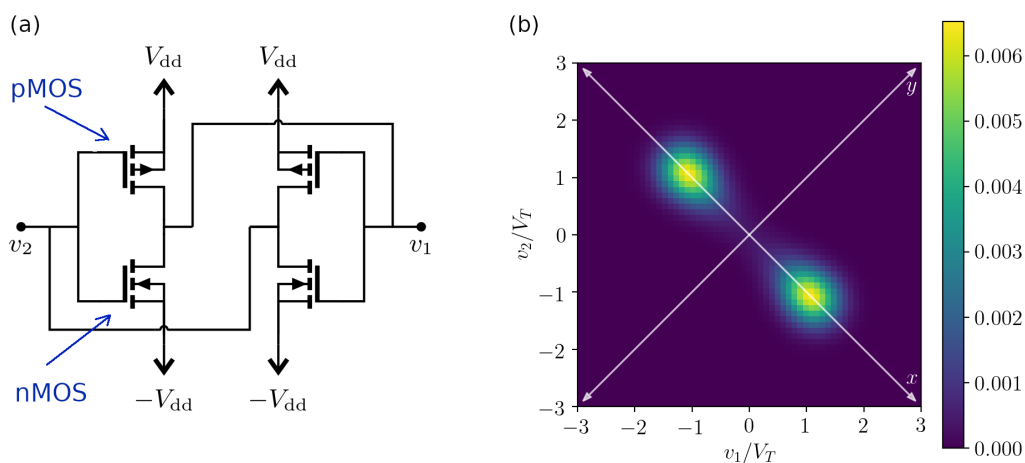 (a)
V_dd V_dd
pMOS
v_2 v_1
nMOS
−V_dd −V_dd
(b)
3
2
1
0
−1
−2
−3
v_2/V_T
−3 −2 −1 0 1 2 3
v_1/V_T
y
x
0.006
0.005
0.004
0.003
0.002
0.001
0.000